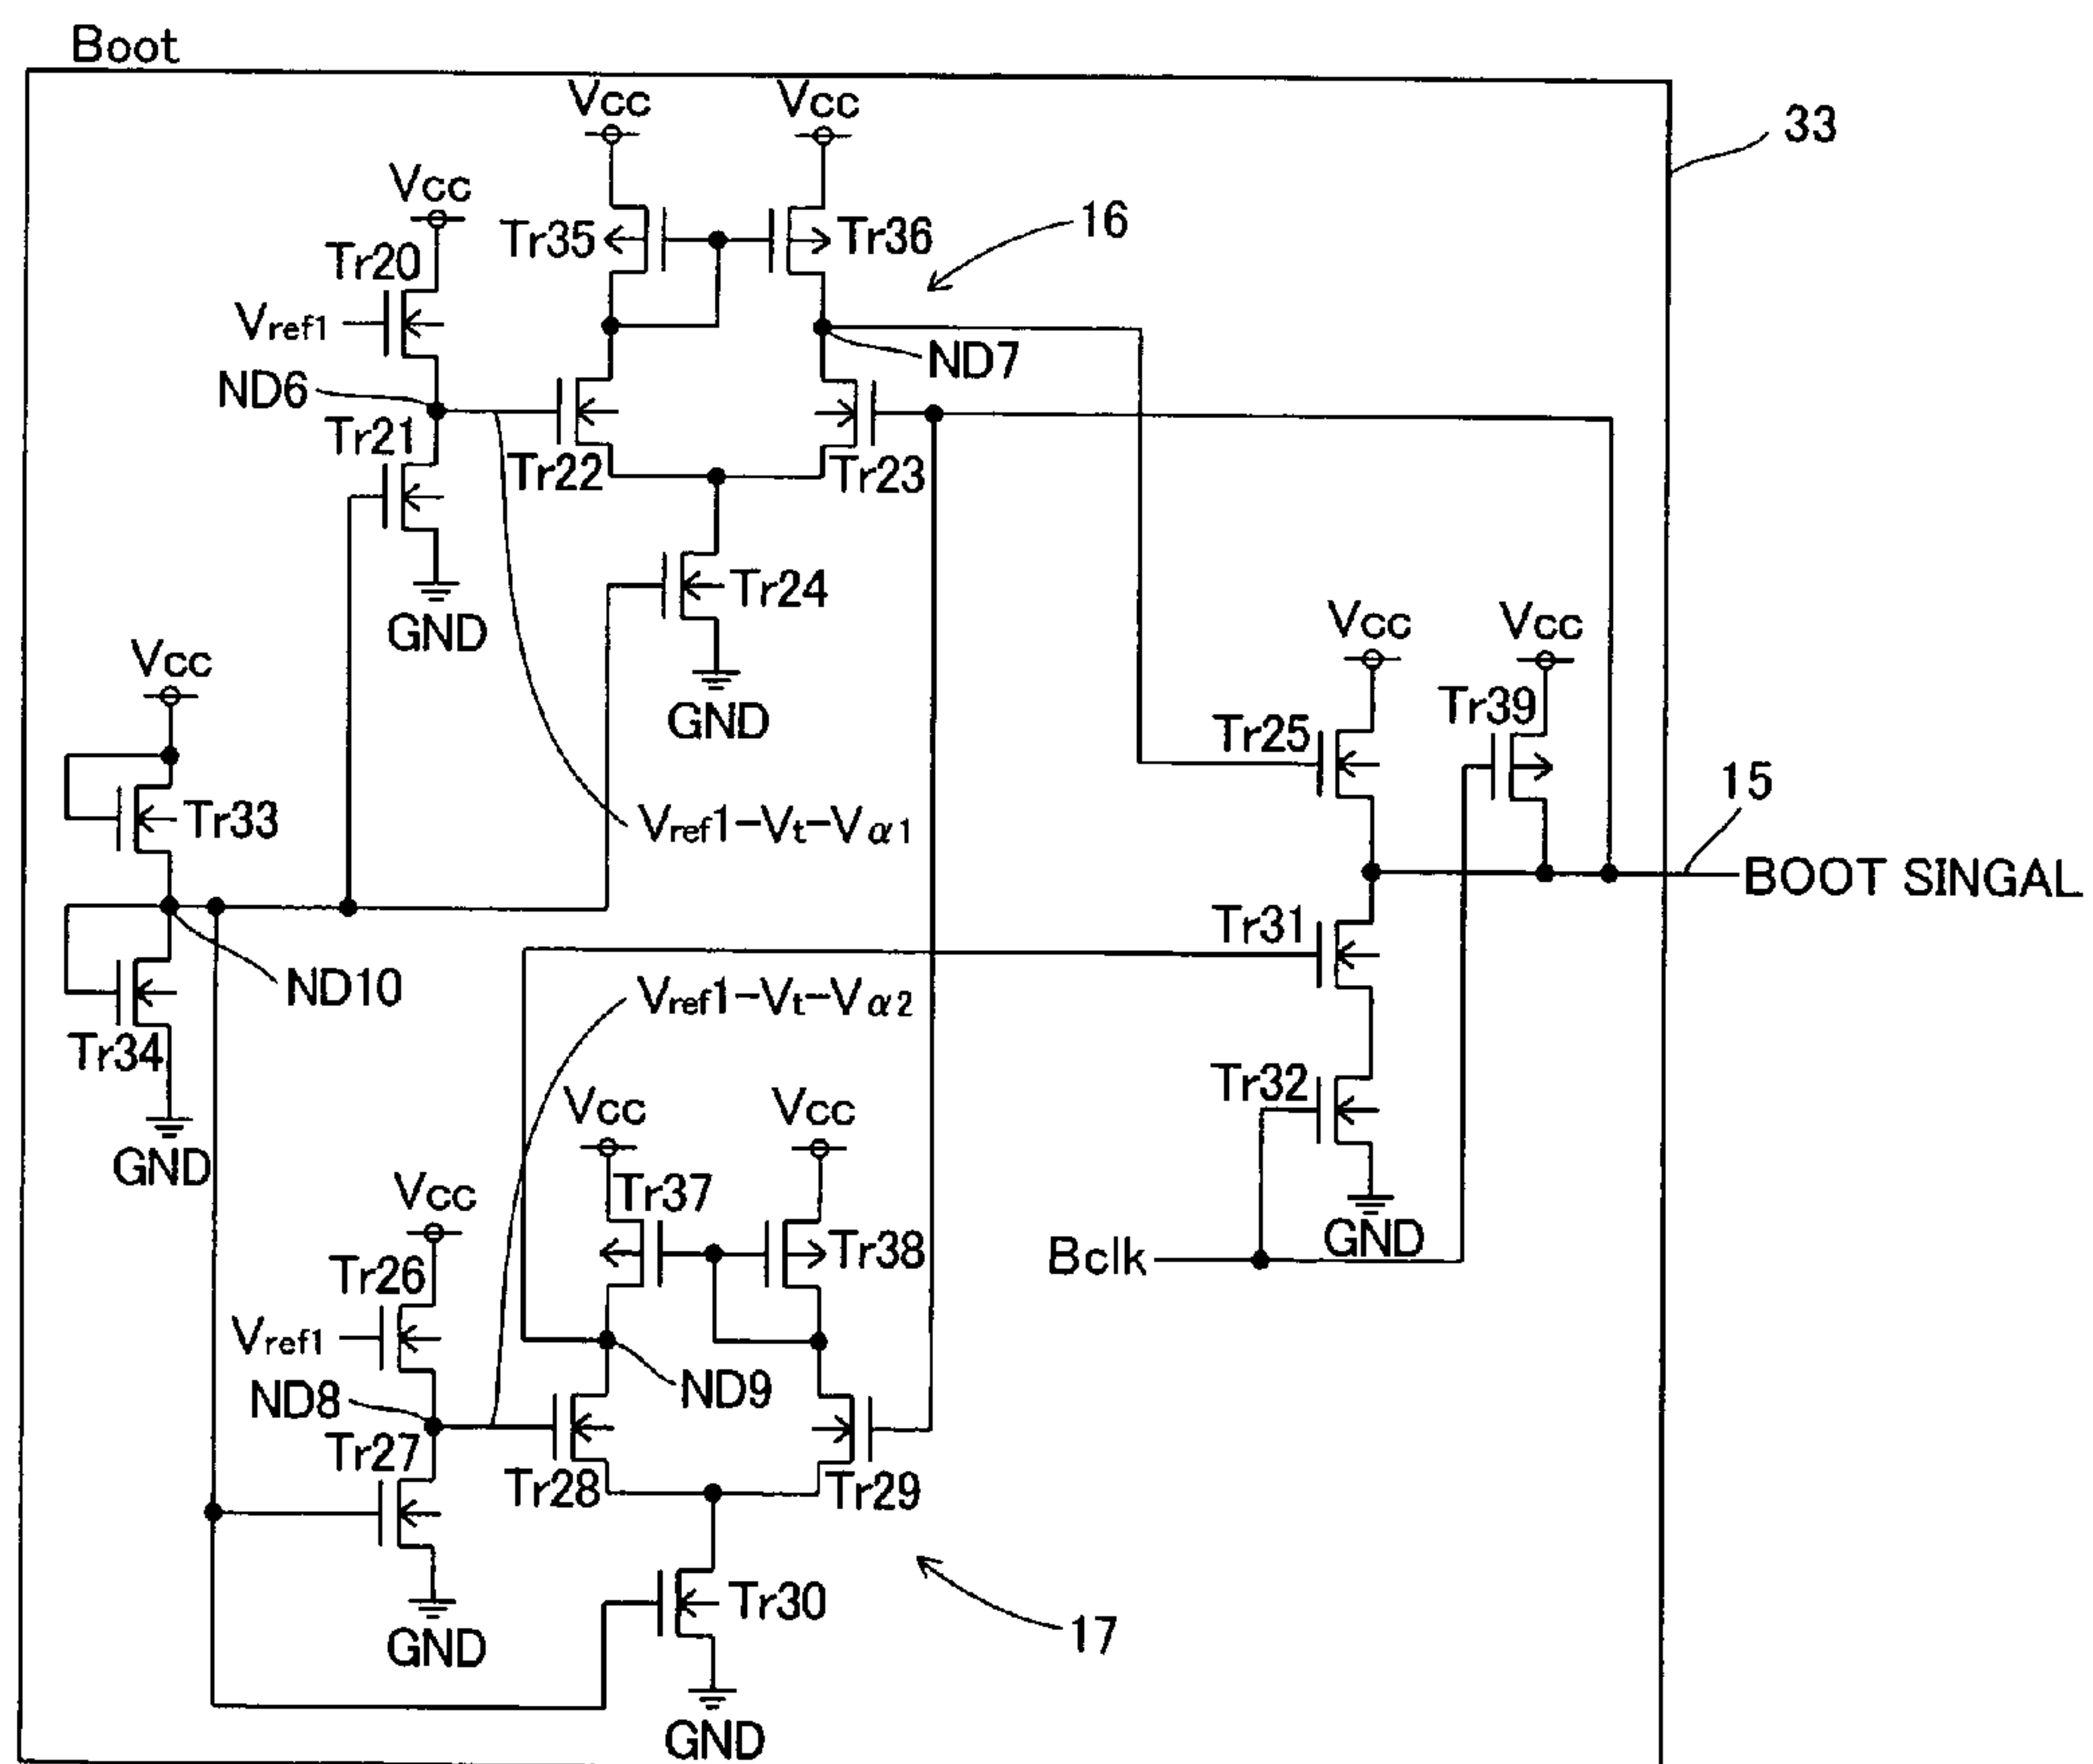 Boot
Vcc
Vcc
33
Vcc
Tr35
Tr36
16
Tr20
Vref1
ND7
ND6
Tr21
Tr22
Tr23
Tr24
GND
Vcc
Vcc
Vcc
GND
Tr39
Tr25
15
Tr33
Vref1-Vt-Vα1
BOOT SINGAL
Tr31
ND10
Vref1-Vt-Vα2
Tr34
Tr32
Vcc
Vcc
GND
Vcc
Tr37
GND
Tr38
Bclk
Tr26
Vref1
ND8
ND9
Tr27
Tr28
Tr29
Tr30
17
GND
GND